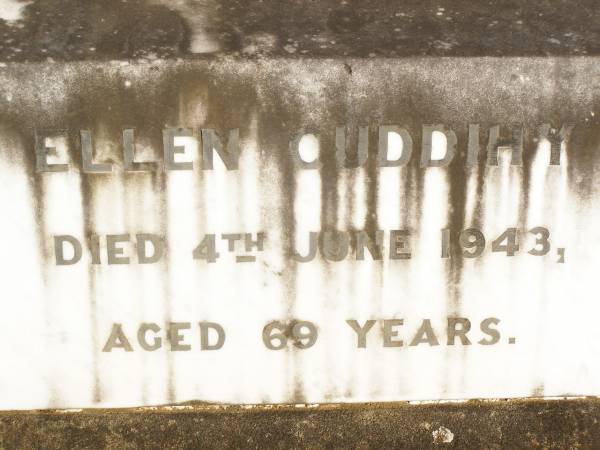 ELLEN CUDDIHY
DIED 4TH JUNE 1943,
AGED 69 YEARS.